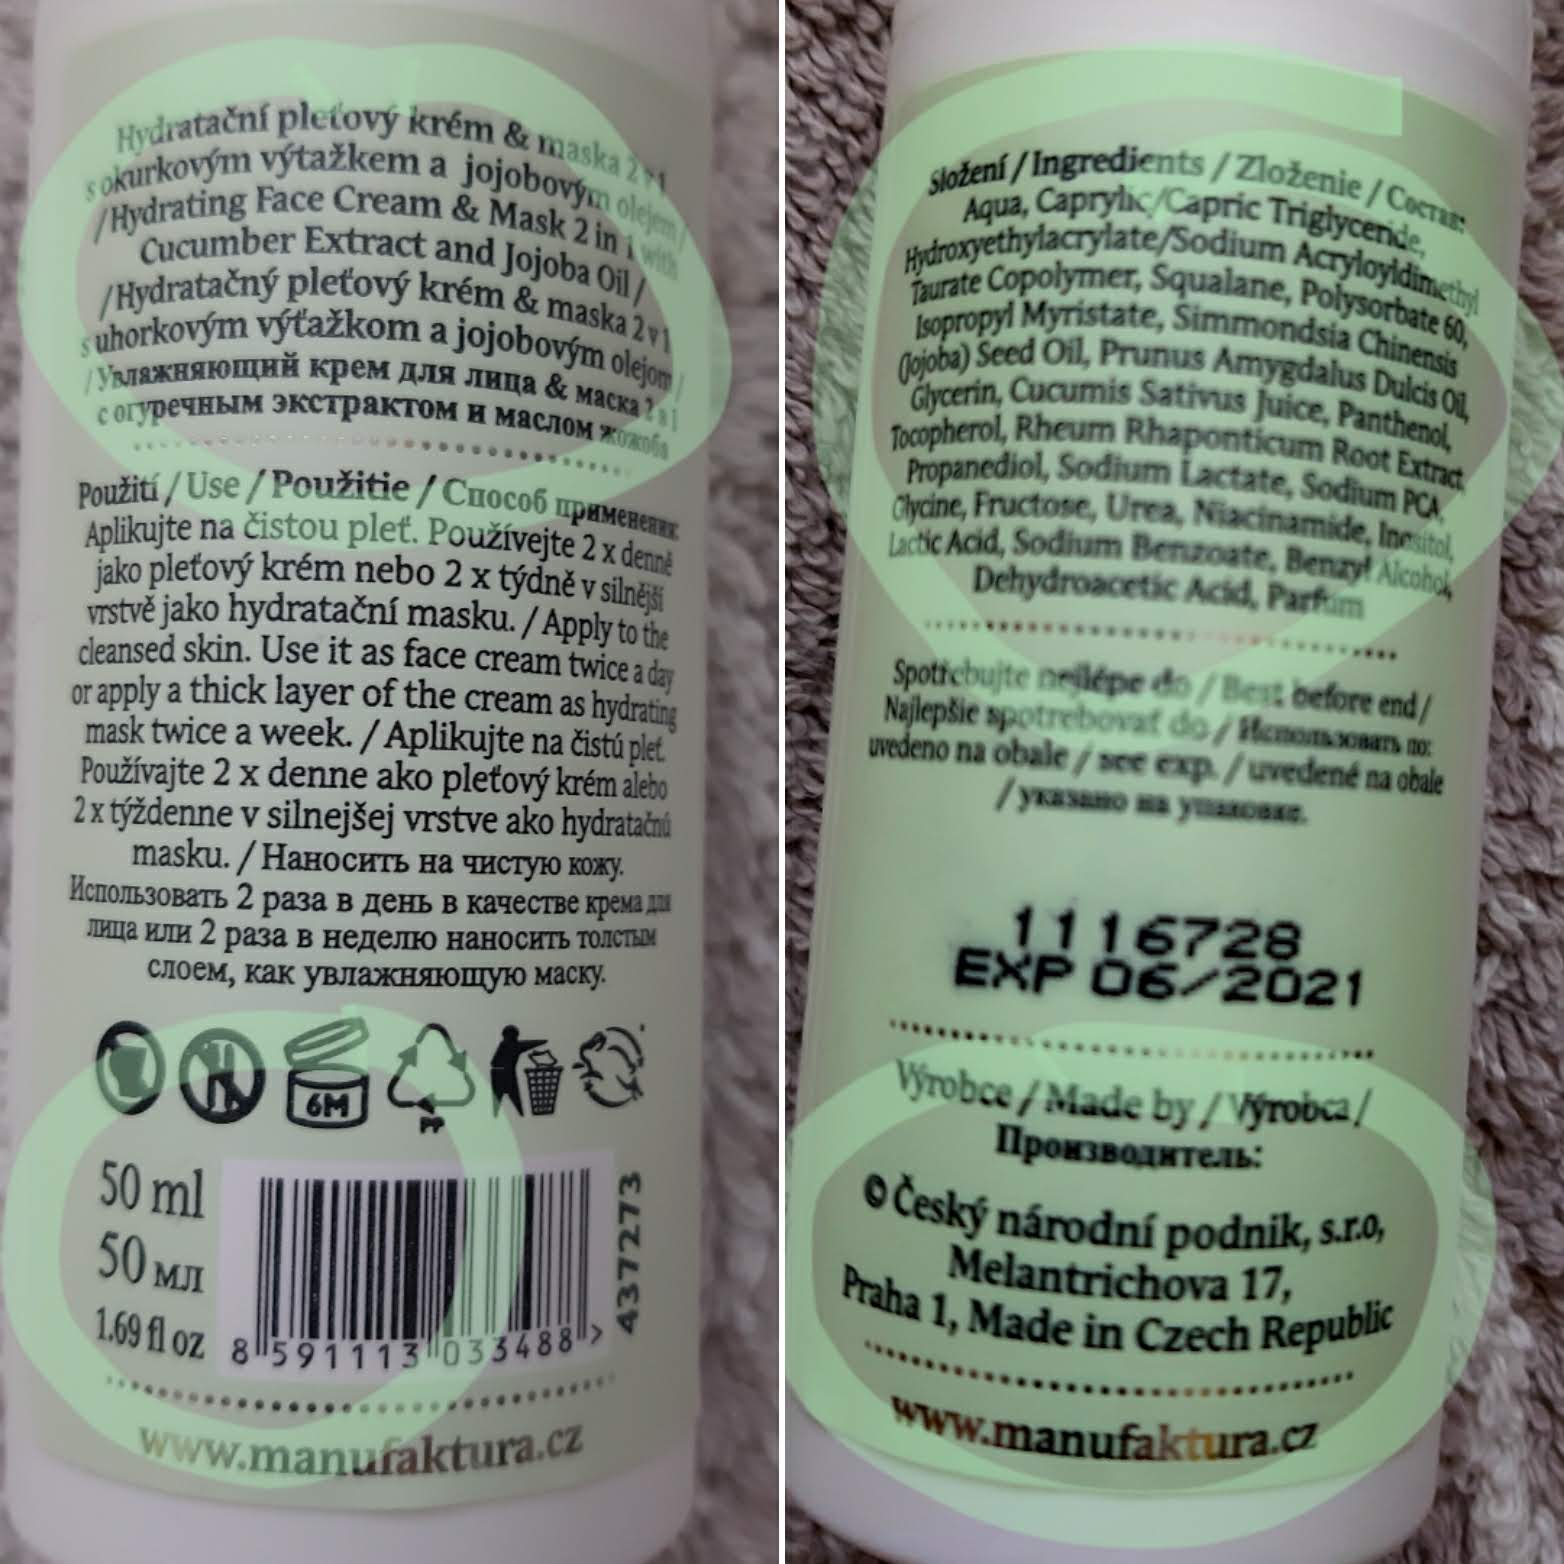 Hydratační pleťový krém & maska 2 v 1
s okurkovým výtažkem a jojobovým olejem /
/Hydrating Face Cream & Mask 2 in 1 with
Cucumber Extract and Jojoba Oil /
/Hydratačný pleťový krém & maska 2 v 1
s uhorkovým výťažkom a jojobovým olejom /
/Увлажняющий крем для лица & маска 2 в 1
с огуречным экстрактом и маслом жожоба
Použití / Use / Použitie / Способ применения:
Aplikujte na čistou pleť. Používejte 2 x denně
jako pleťový krém nebo 2 x týdně v silnější
vrstvě jako hydratační masku. / Apply to the
cleansed skin. Use it as face cream twice a day
or apply a thick layer of the cream as hydrating
mask twice a week. / Aplikujte na čistú pleť.
Používajte 2 x denne ako pleťový krém alebo
2 x týždenne v silnejšej vrstve ako hydratačnú
masku. / Наносить на чистую кожу.
Использовать 2 раза в день в качестве крема для
лица или 2 раза в неделю наносить толстым
слоем, как увлажняющую маску.
6M
PP
50 ml
50 мл
1.69 fl oz
8 591113 033488 >
437273
www.manufaktura.cz
Složení / Ingredients / Zloženie / Состав:
Aqua, Caprylic/Capric Triglyceride,
Hydroxyethylacrylate/Sodium Acryloyldimethyl
Taurate Copolymer, Squalane, Polysorbate 60,
Isopropyl Myristate, Simmondsia Chinensis
(Jojoba) Seed Oil, Prunus Amygdalus Dulcis Oil,
Glycerin, Cucumis Sativus Juice, Panthenol,
Tocopherol, Rheum Rhaponticum Root Extract,
Propanediol, Sodium Lactate, Sodium PCA,
Glycine, Fructose, Urea, Niacinamide, Inositol,
Lactic Acid, Sodium Benzoate, Benzyl Alcohol,
Dehydroacetic Acid, Parfum
Spotřebujte nejlépe do / Best before end /
Najlepšie spotrebovať do / Использовать по:
uvedeno na obale / see exp. / uvedené na obale
/ указано на упаковке.
1116728
EXP 06/2021
Výrobce / Made by / Výrobca /
Производитель:
© Český národní podnik, s.r.o,
Melantrichova 17,
Praha 1, Made in Czech Republic
www.manufaktura.cz